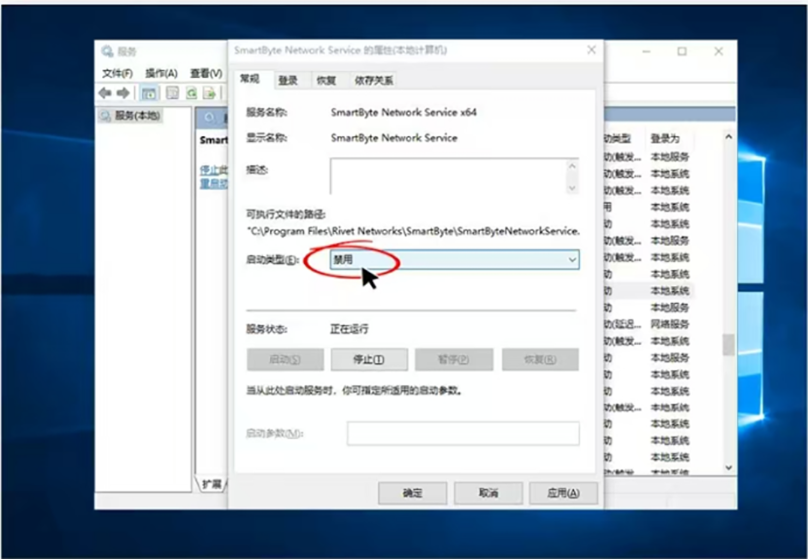 服务
文件(F) 操作(A) 查看(V)
服务(本地)
停止此
重启动
扩展
SmartByte Network Service 的属性(本地计算机)
常规 登录 恢复 依存关系
服务名称: SmartByte Network Service x64
显示名称: SmartByte Network Service
描述:
可执行文件的路径:
"C:\Program Files\Rivet Networks\SmartByte\SmartByteNetworkService.
启动类型(E): 禁用
服务状态: 正在运行
启动(S) 停止(T) 暂停(P) 恢复(R)
当从此处启动服务时，你可指定所适用的启动参数。
启动参数(M):
确定 取消 应用(A)
动类型 登录为
动(触发... 本地服务
动(触发... 本地系统
动(触发... 本地系统
用 本地系统
动 本地系统
动(触发... 本地服务
动(触发... 本地系统
动 本地系统
动 本地系统
动 本地服务
动(延迟... 网络服务
动(触发... 本地系统
动 本地服务
动 本地系统
动 本地系统
动(触发... 本地系统
动 本地系统
动 本地系统
动 本地系统
动(触发... 本地系统